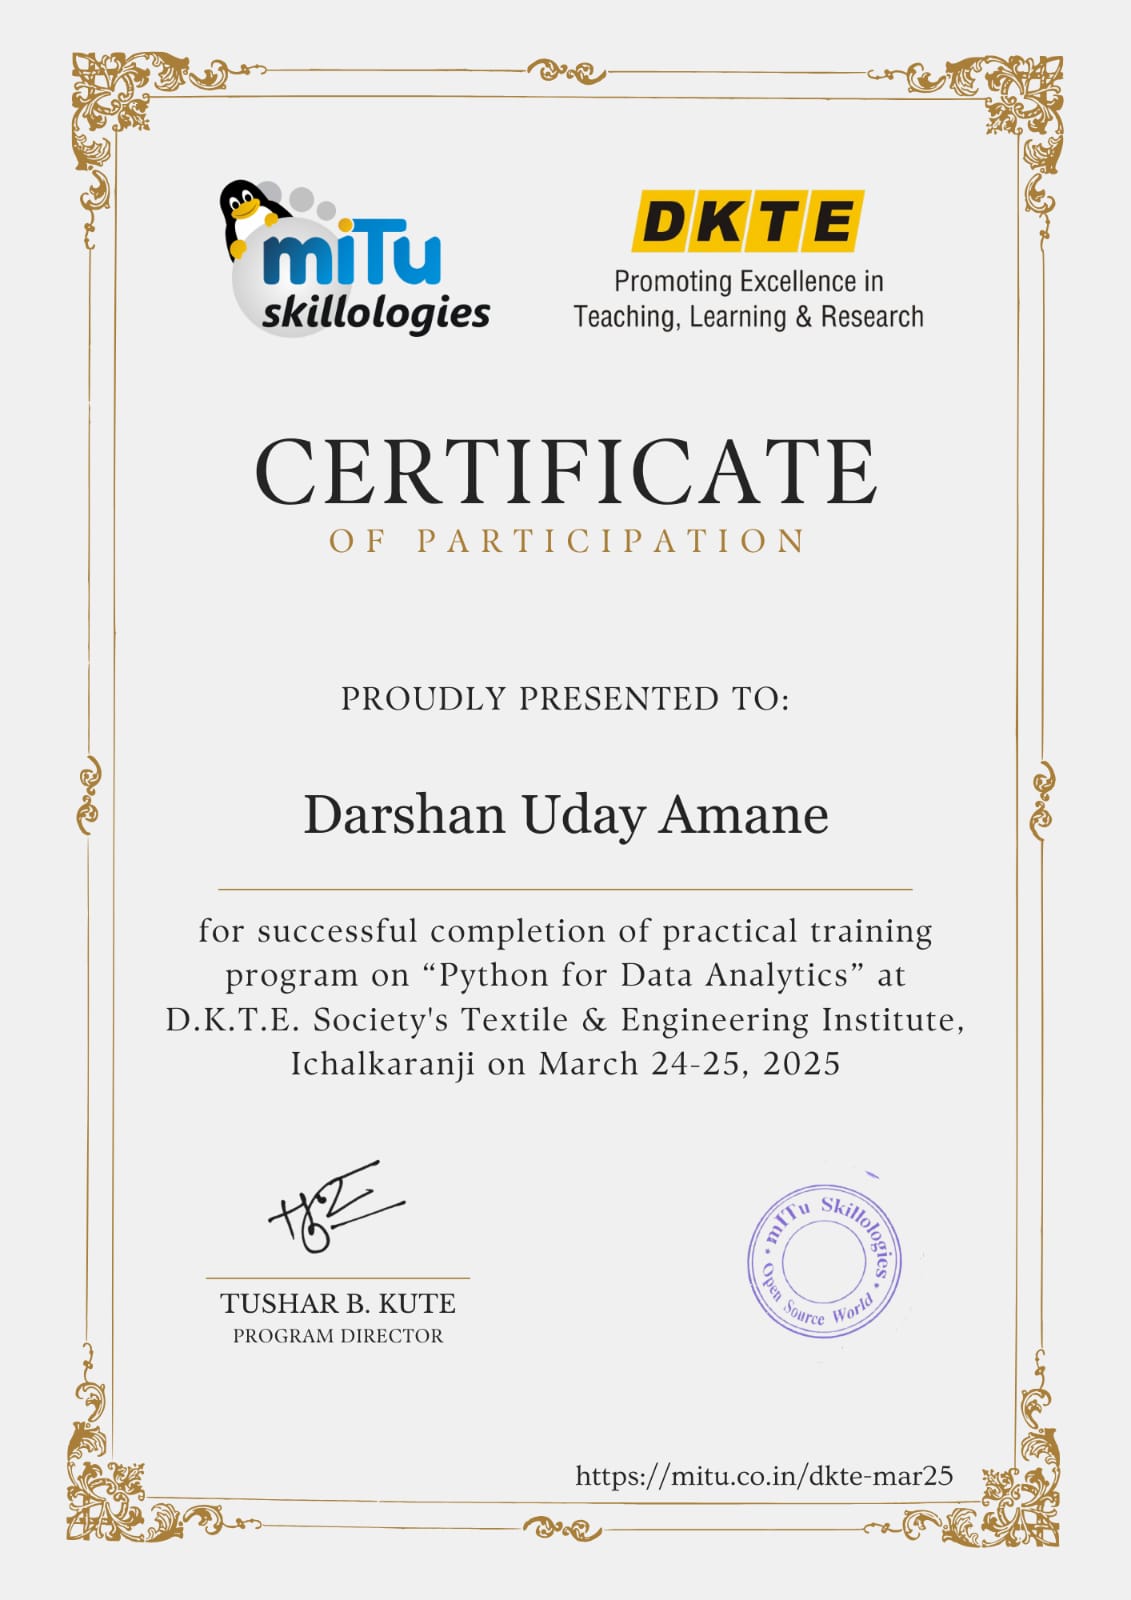 miTu
skillologies
DKTE
Promoting Excellence in
Teaching, Learning & Research
CERTIFICATE
OF PARTICIPATION
PROUDLY PRESENTED TO:
Darshan Uday Amane
for successful completion of practical training
program on “Python for Data Analytics” at
D.K.T.E. Society's Textile & Engineering Institute,
Ichalkaranji on March 24-25, 2025
TUSHAR B. KUTE
PROGRAM DIRECTOR
mITu Skillologies
Open Source World
https://mitu.co.in/dkte-mar25